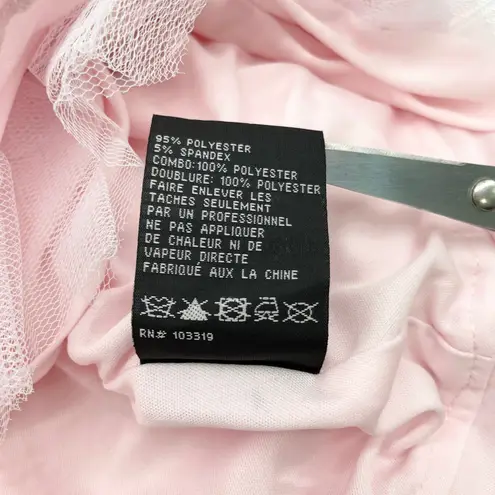 95% POLYESTER
5% SPANDEX
COMBO:100% POLYESTER
DOUBLURE: 100% POLYESTER
FAIRE ENLEVER LES
TACHES SEULEMENT
PAR UN PROFESSIONNEL
NE PAS APPLIQUER
DE CHALEUR NI DE
VAPEUR DIRECTE
FABRIQUÉ AUX LA CHINE
RN# 103319